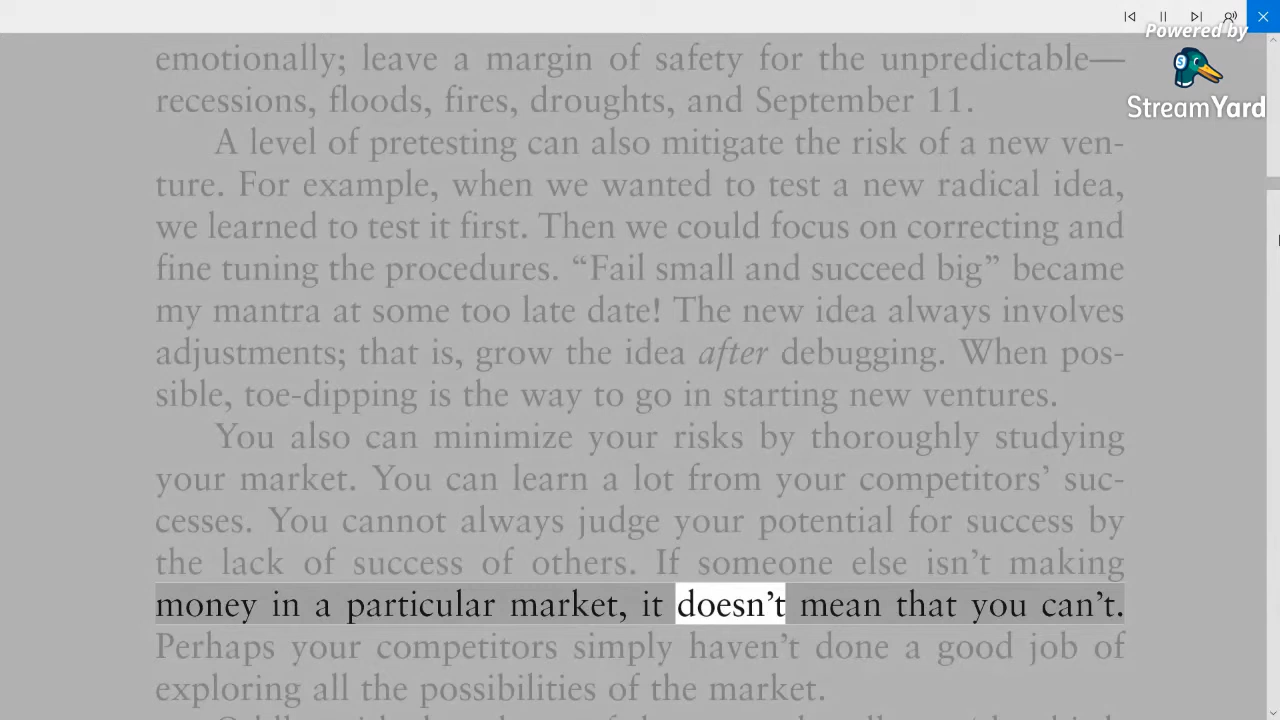 Powered by
StreamYard
emotionally; leave a margin of safety for the unpredictable—
recessions, floods, fires, droughts, and September 11.
A level of pretesting can also mitigate the risk of a new ven-
ture. For example, when we wanted to test a new radical idea,
we learned to test it first. Then we could focus on correcting and
fine tuning the procedures. “Fail small and succeed big” became
my mantra at some too late date! The new idea always involves
adjustments; that is, grow the idea after debugging. When pos-
sible, toe-dipping is the way to go in starting new ventures.
You also can minimize your risks by thoroughly studying
your market. You can learn a lot from your competitors’ suc-
cesses. You cannot always judge your potential for success by
the lack of success of others. If someone else isn’t making
money in a particular market, it doesn’t mean that you can’t.
Perhaps your competitors simply haven’t done a good job of
exploring all the possibilities of the market.